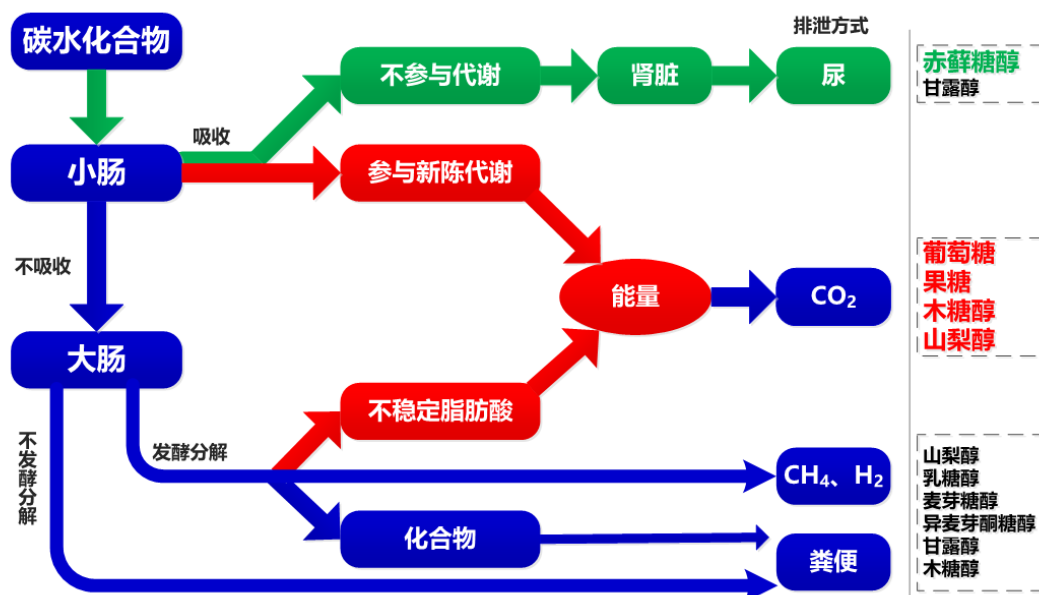 碳水化合物
排泄方式
不参与代谢
肾脏
尿
赤藓糖醇
甘露醇
吸收
小肠
参与新陈代谢
不吸收
能量
CO₂
葡萄糖
果糖
木糖醇
山梨醇
大肠
不稳定脂肪酸
不发酵分解
发酵分解
CH₄、H₂
化合物
粪便
山梨醇
乳糖醇
麦芽糖醇
异麦芽酮糖醇
甘露醇
木糖醇